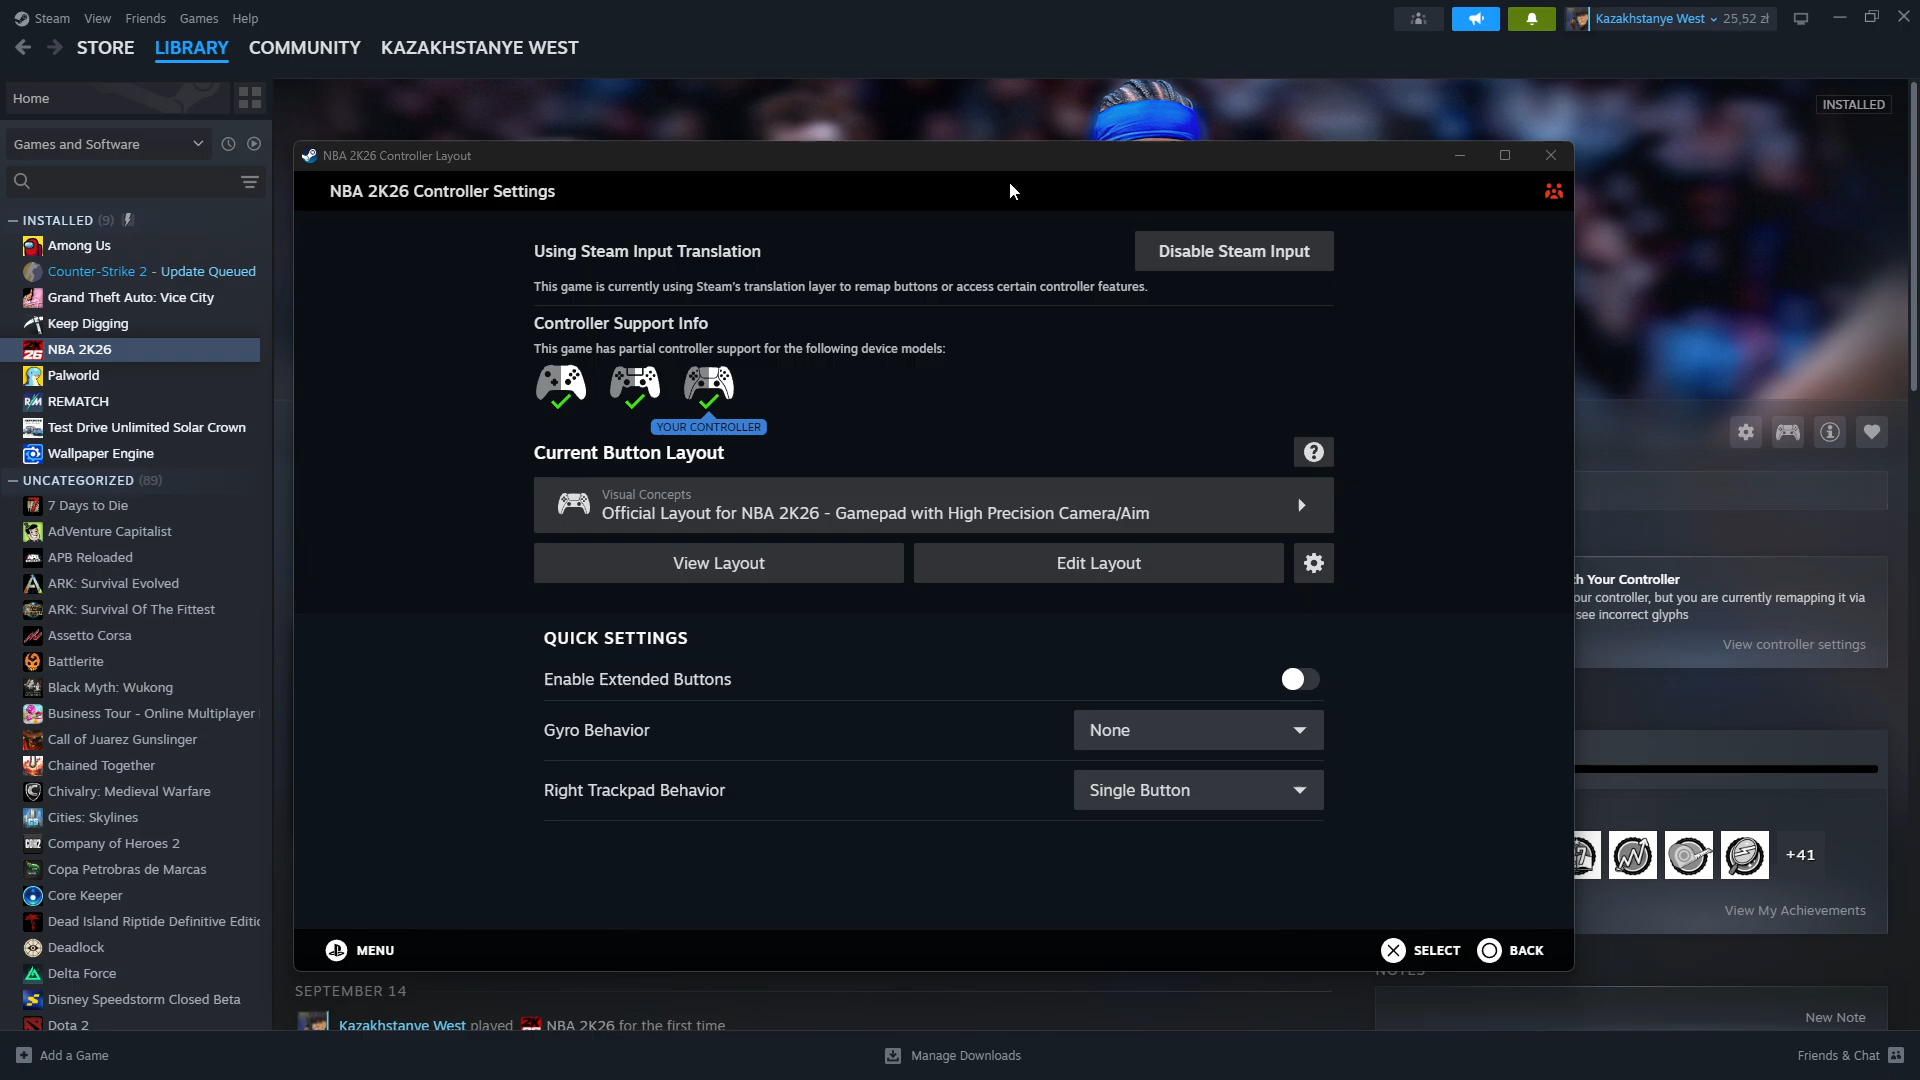 Steam View Friends Games Help
Kazakhstanye West 25,52 zł
STORE LIBRARY COMMUNITY KAZAKHSTANYE WEST
Home
INSTALLED
Games and Software
INSTALLED (9)
Among Us
Counter-Strike 2 - Update Queued
Grand Theft Auto: Vice City
Keep Digging
NBA 2K26
Palworld
REMATCH
Test Drive Unlimited Solar Crown
Wallpaper Engine
UNCATEGORIZED (89)
7 Days to Die
AdVenture Capitalist
APB Reloaded
ARK: Survival Evolved
ARK: Survival Of The Fittest
Assetto Corsa
Battlerite
Black Myth: Wukong
Business Tour - Online Multiplayer
Call of Juarez Gunslinger
Chained Together
Chivalry: Medieval Warfare
Cities: Skylines
Company of Heroes 2
Copa Petrobras de Marcas
Core Keeper
Dead Island Riptide Definitive Editi
Deadlock
Delta Force
Disney Speedstorm Closed Beta
Dota 2
NBA 2K26 Controller Layout
NBA 2K26 Controller Settings
Using Steam Input Translation
Disable Steam Input
This game is currently using Steam's translation layer to remap buttons or access certain controller features.
Controller Support Info
This game has partial controller support for the following device models:
YOUR CONTROLLER
Current Button Layout
?
Visual Concepts
Official Layout for NBA 2K26 - Gamepad with High Precision Camera/Aim
View Layout
Edit Layout
QUICK SETTINGS
Enable Extended Buttons
Gyro Behavior
None
Right Trackpad Behavior
Single Button
MENU
SELECT
BACK
h Your Controller
our controller, but you are currently remapping it via
see incorrect glyphs
View controller settings
+41
View My Achievements
NOTES
New Note
SEPTEMBER 14
Kazakhstanye West played NBA 2K26 for the first time
Add a Game
Manage Downloads
Friends & Chat